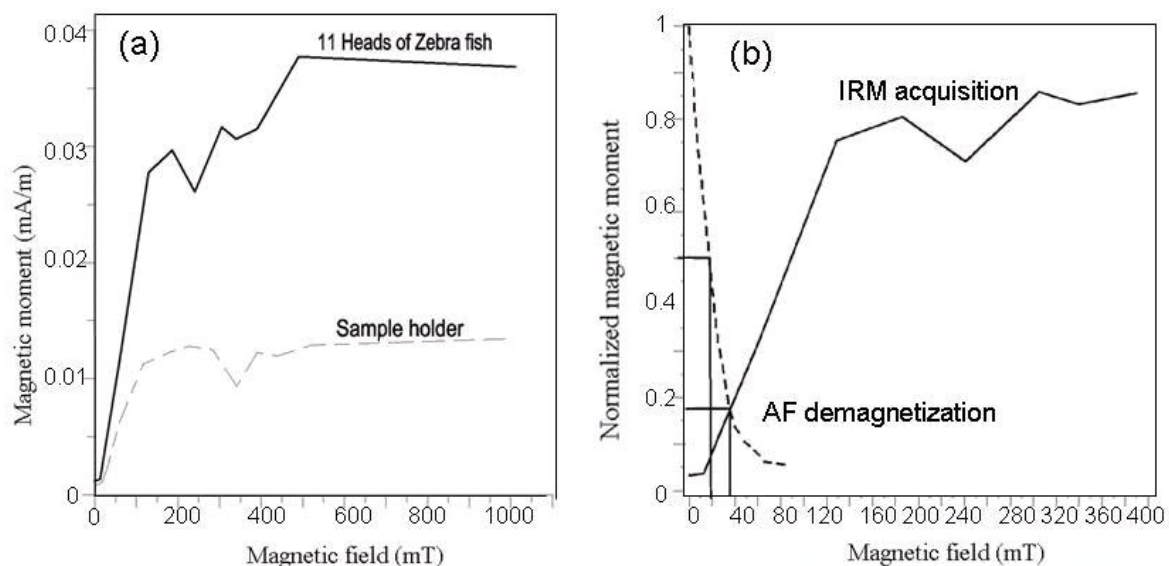 (a)
11 Heads of Zebra fish
Sample holder
Magnetic moment (mA/m)
0.04
0.03
0.02
0.01
0
0 200 400 600 800 1000
Magnetic field (mT)
(b)
IRM acquisition
AF demagnetization
Normalized magnetic moment
1
0.8
0.6
0.4
0.2
0
0 40 80 120 160 200 240 280 320 360 400
Magnetic field (mT)